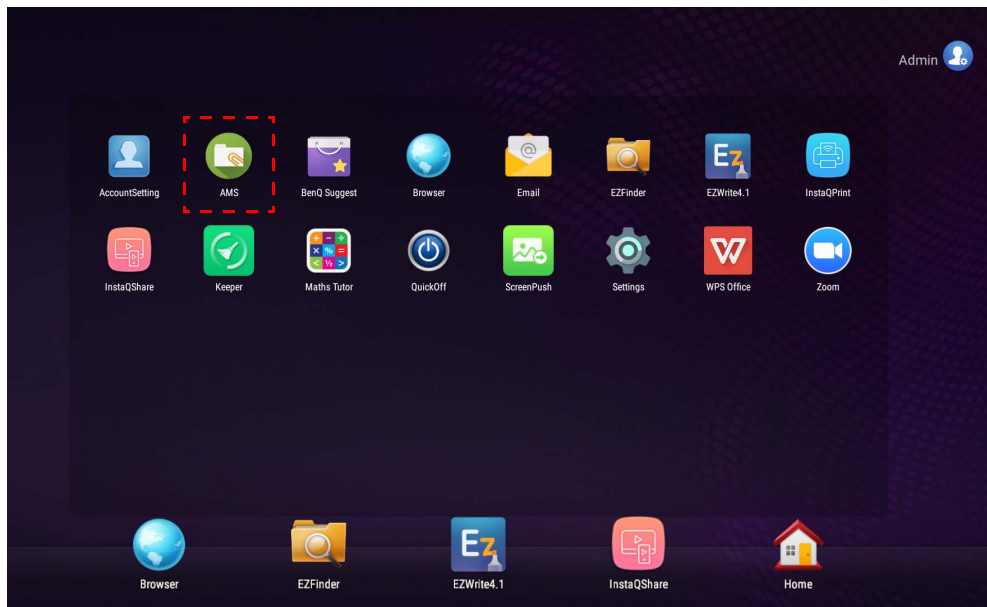 Admin
AccountSetting AMS BenQ Suggest Browser Email EZFinder EZWrite4.1 InstaQPrint
InstaQShare Keeper Maths Tutor QuickOff ScreenPush Settings WPS Office Zoom
Browser EZFinder EZWrite4.1 InstaQShare Home